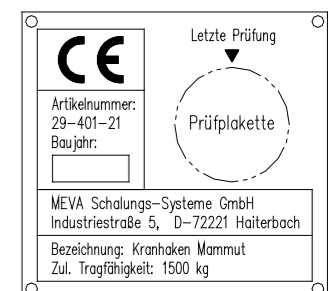 CE
Letzte Prüfung
Artikelnummer:
29-401-21
Baujahr:
Prüfplakette
MEVA Schalungs-Systeme GmbH
Industriestraße 5, D-72221 Haiterbach
Bezeichnung: Kranhaken Mammut
Zul. Tragfähigkeit: 1500 kg